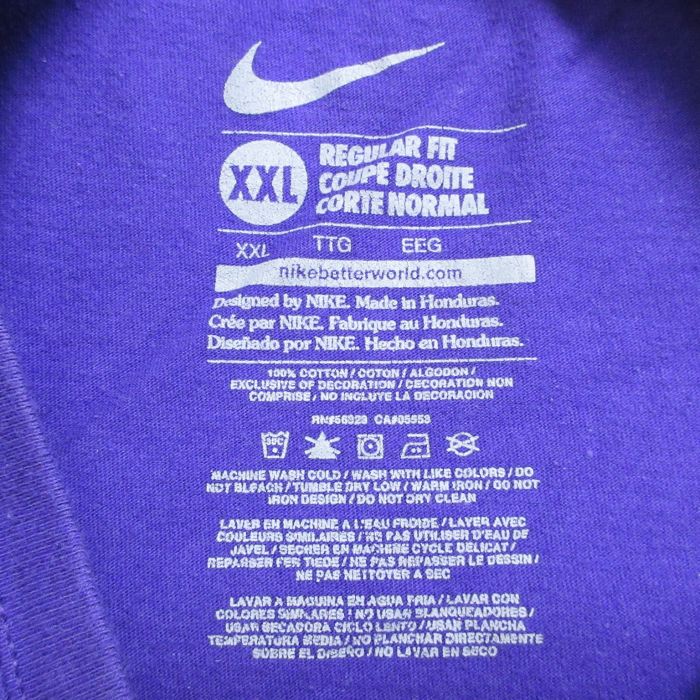 XXL
REGULAR FIT
COUPE DROITE
CORTE NORMAL
XXL TTG EEG
nikebetterworld.com
Designed by NIKE. Made in Honduras.
Crée par NIKE. Fabrique au Honduras.
Diseñado por NIKE. Hecho en Honduras.
100% COTTON / COTON / ALGODON /
EXCLUSIVE OF DECORATION / DECORATION NON
COMPRISE / NO INCLUYE LA DECORACIÓN
RN#56323 CA#05553
30C
MACHINE WASH COLD / WASH WITH LIKE COLORS / DO
NOT BLEACH / TUMBLE DRY LOW / WARM IRON / DO NOT
IRON DESIGN / DO NOT DRY CLEAN
LAVER EN MACHINE A L'EAU FROIDE / LAVER AVEC
COULEURS SIMILAIRES / NE PAS UTILISER D'EAU DE
JAVEL / SECHER EN MACHINE CYCLE DELICAT /
REPASSER FER TIEDE / NE PAS REPASSER LE DESSIN /
NE PAS NETTOYER A SEC
LAVAR A MAQUINA EN AGUA FRIA / LAVAR CON
COLORES SIMILARES / NO USAR BLANQUEADORES /
USAR SECADORA CICLO LENTO / USAR PLANCHA
TEMPERATURA MEDIA / NO PLANCHAR DIRECTAMENTE
SOBRE EL DISEÑO / NO LAVAR EN SECO